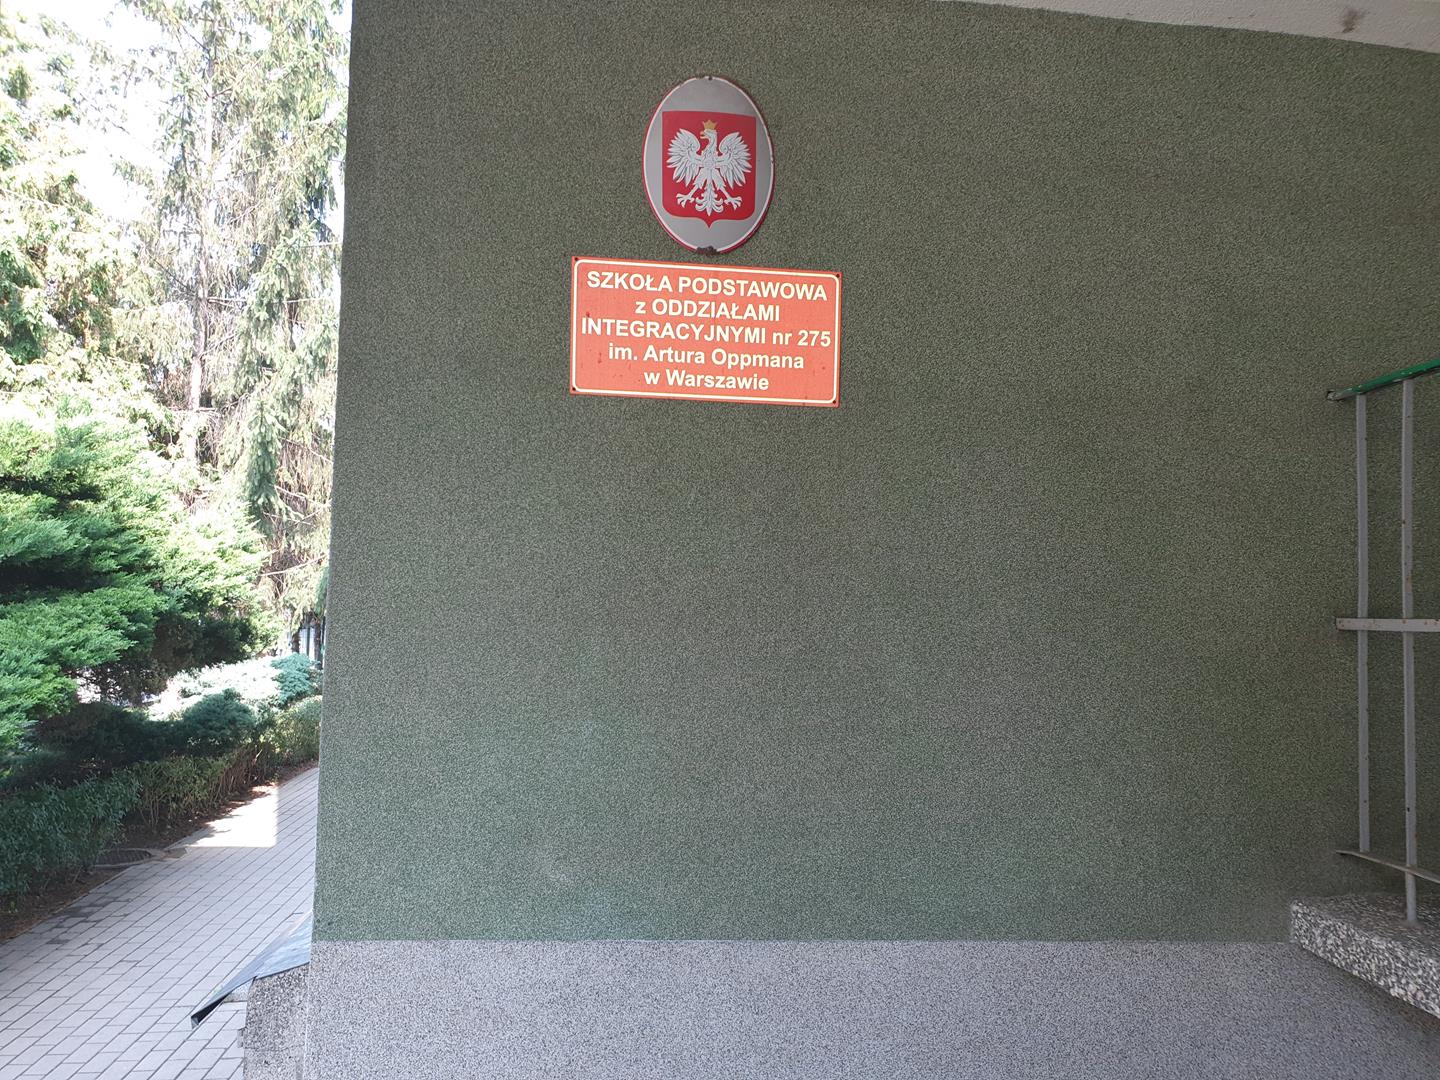 SZKOŁA PODSTAWOWA
z ODDZIAŁAMI
INTEGRACYJNYMI nr 275
im. Artura Oppmana
w Warszawie